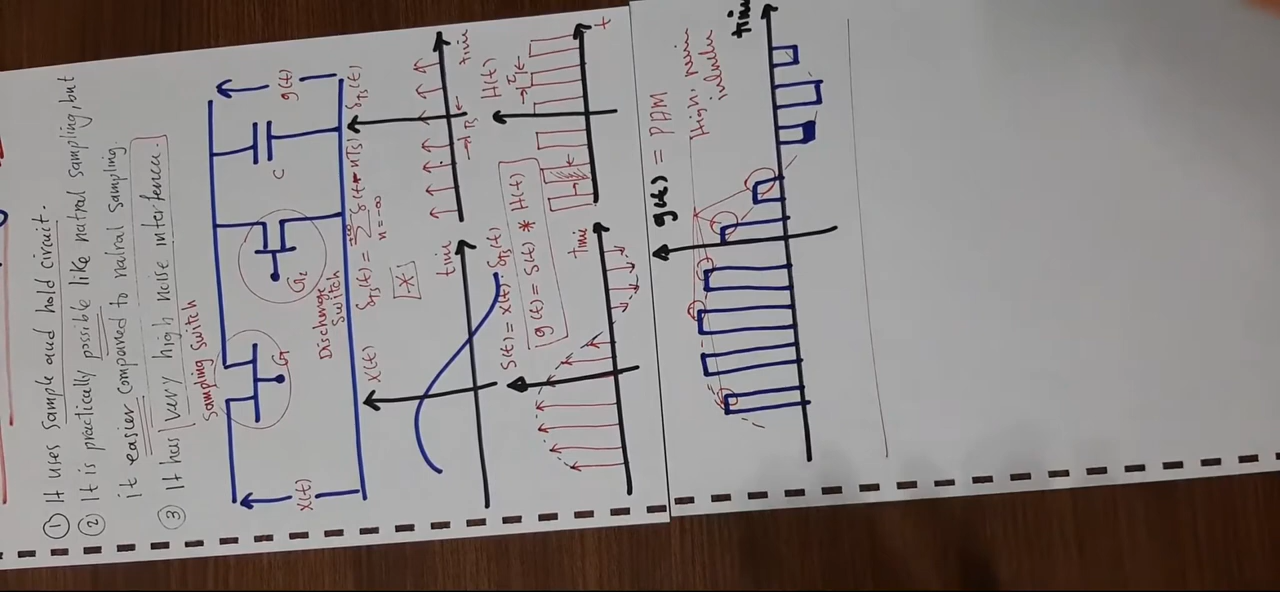 ① It uses Sample and hold circuit.
② It is practically possible like natural sampling, but
it easier Compared to natural Sampling.
③ It has very high noise interference.
Sampling Switch
G₁
G₂
Discharge
Switch
C
X(t)
g(t)
X(t)
time
δTs(t) = Σ δ(t-nTs)
+∞
n=-∞
*
δTs(t)
Ts
time
S(t) = X(t). δTs(t)
g(t) = S(t) * H(t)
time
H(t)
t
g(t) = PAM
High, noise
time